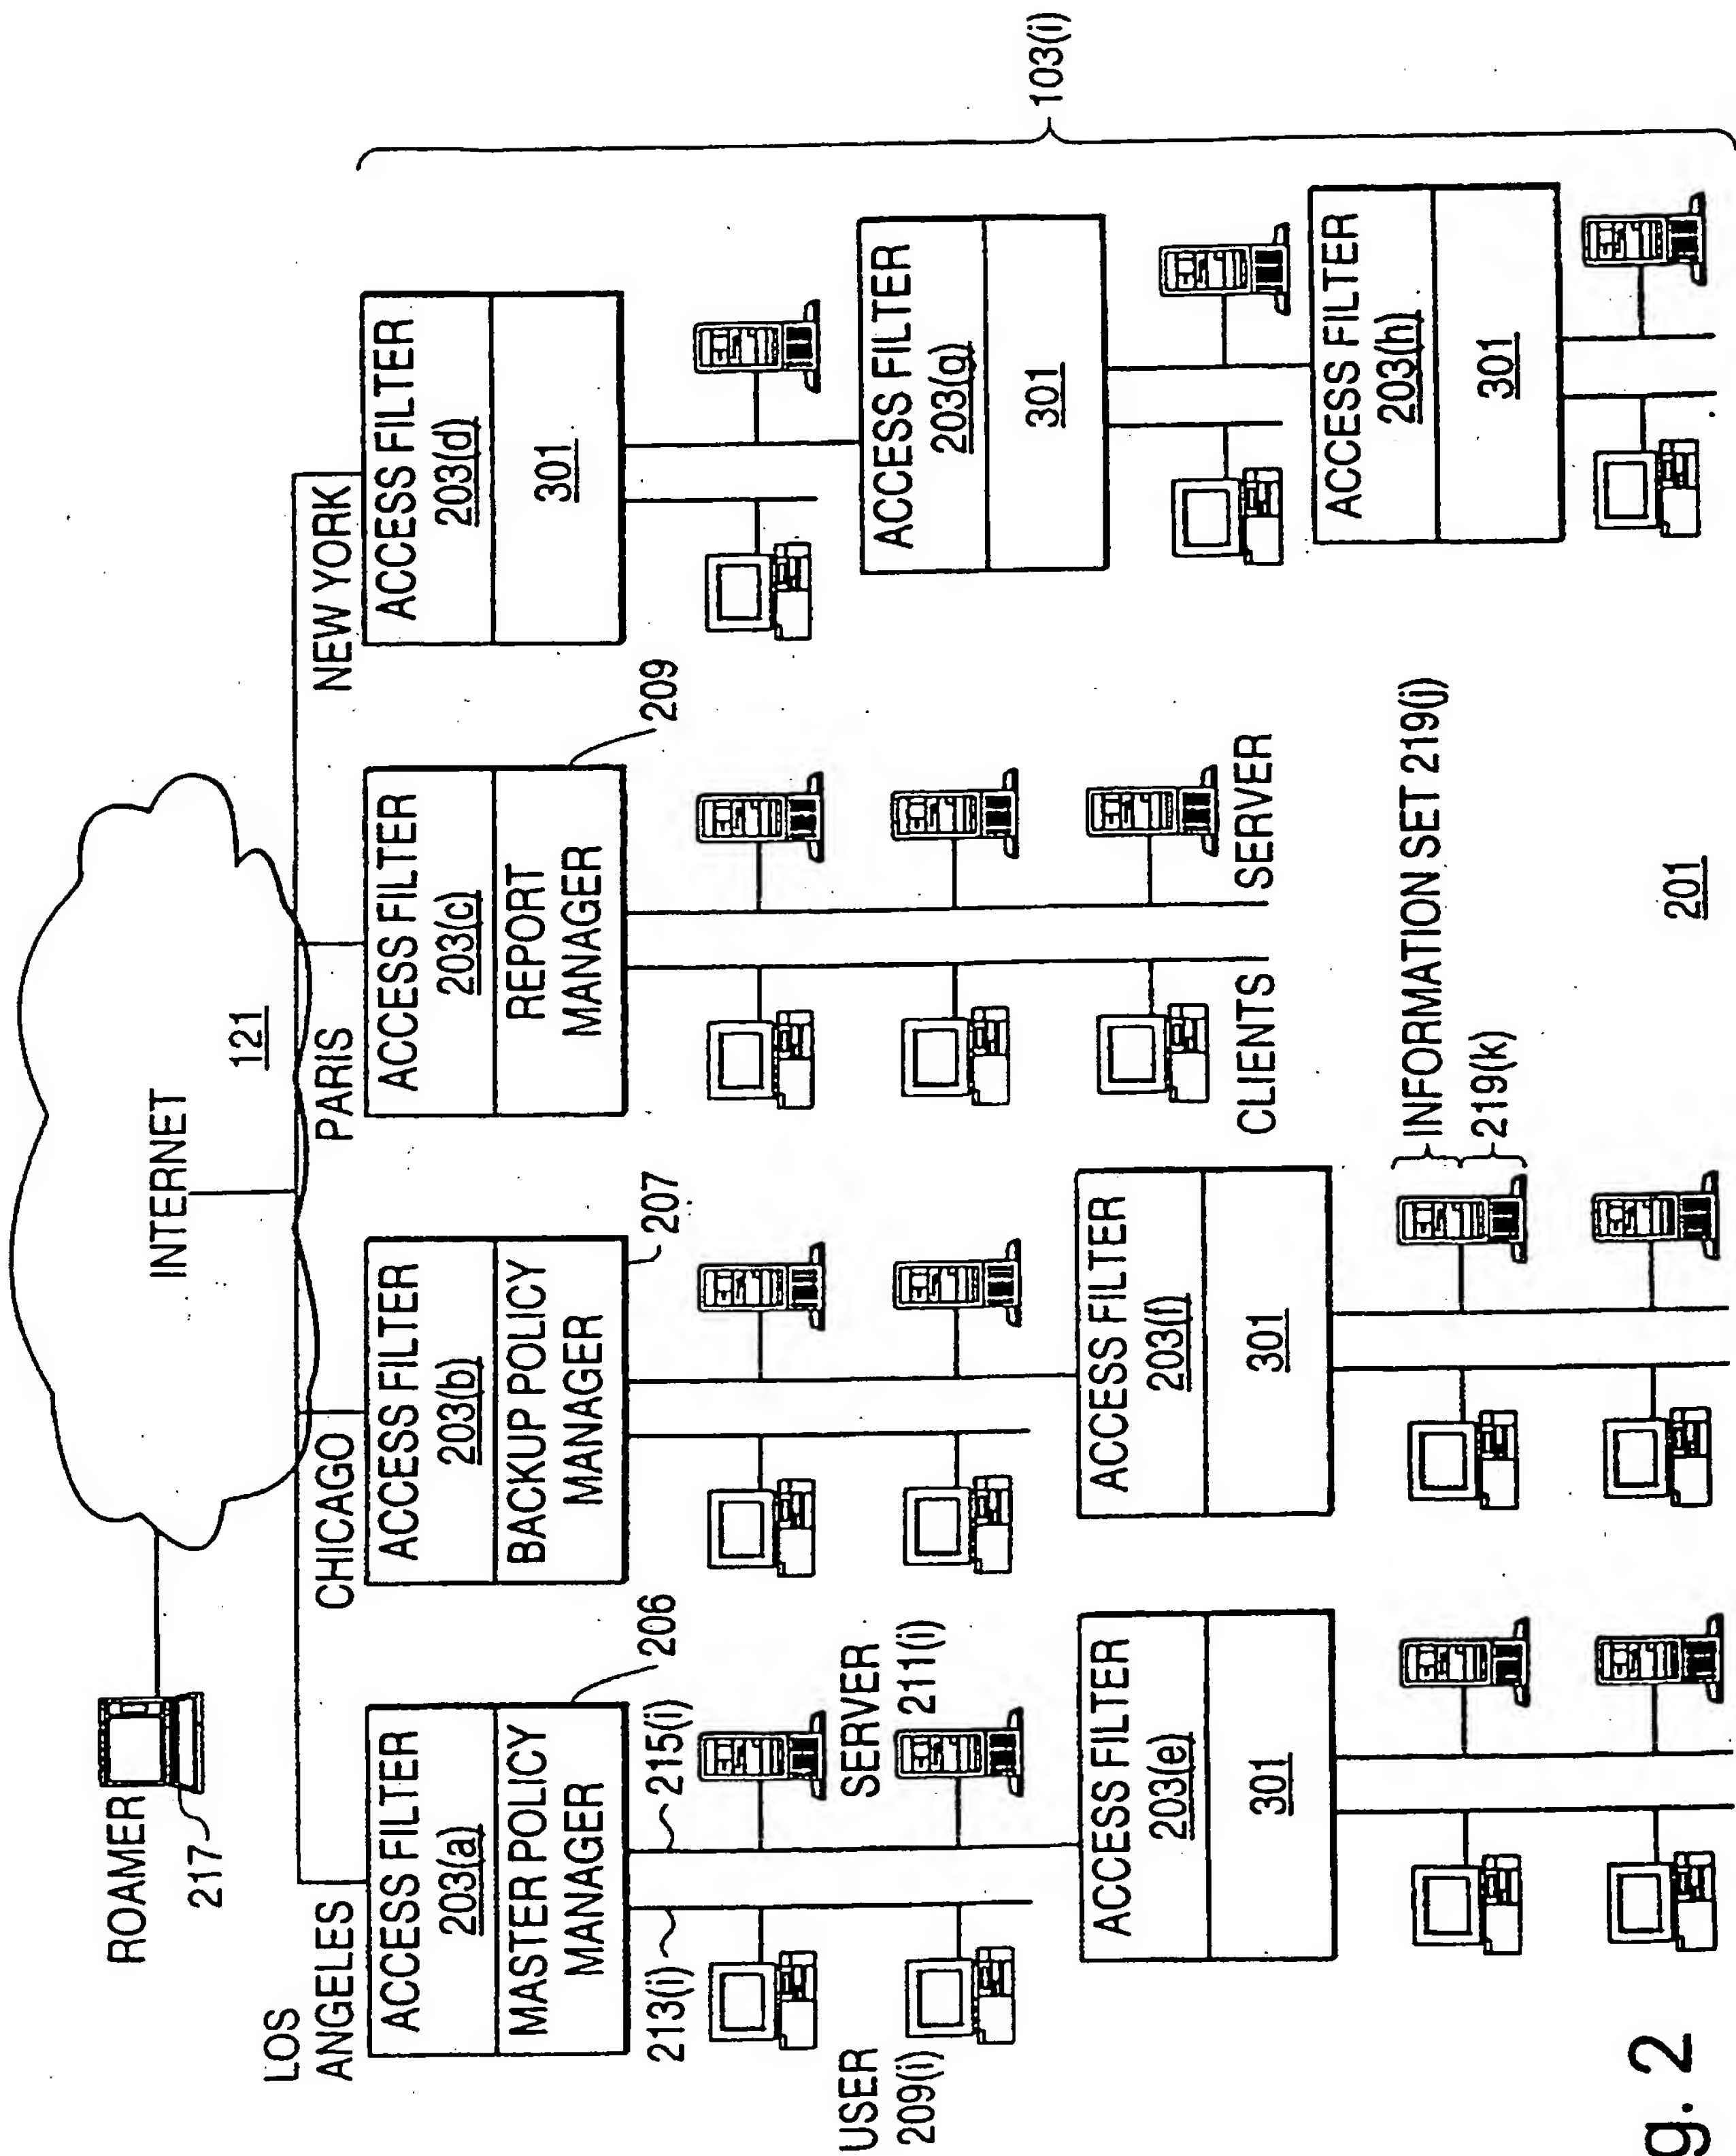 ROAMER
217
INTERNET
121
LOS
ANGELES
CHICAGO
PARIS
NEW YORK
ACCESS FILTER
203(a)
MASTER POLICY
MANAGER
206
ACCESS FILTER
203(b)
BACKUP POLICY
MANAGER
207
ACCESS FILTER
203(c)
REPORT
MANAGER
209
ACCESS FILTER
203(d)
301
213(i)
215(i)
USER
209(i)
SERVER
211(i)
ACCESS FILTER
203(e)
301
ACCESS FILTER
203(f)
301
CLIENTS
SERVER
ACCESS FILTER
203(g)
301
ACCESS FILTER
203(h)
301
103(i)
INFORMATION SET 219(j)
219(k)
201
g. 2